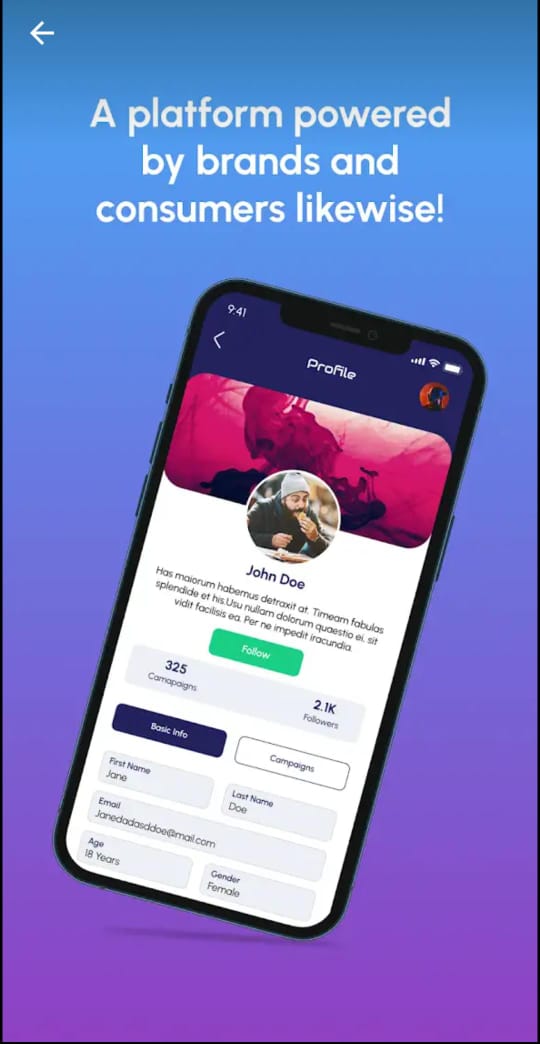 A platform powered
by brands and
consumers likewise!
9:41
Profile
John Doe
Has maiorum habemus detraxit at. Timeam fabulas
splendide et his.Usu nullam dolorum quaestio ei, sit
vidit facilisis ea. Per ne impedit iracundia.
Follow
325
Camapaigns
2.1K
Followers
Basic Info
Campaigns
First Name
Jane
Last Name
Doe
Email
Janedadasddoe@mail.com
Age
18 Years
Gender
Female